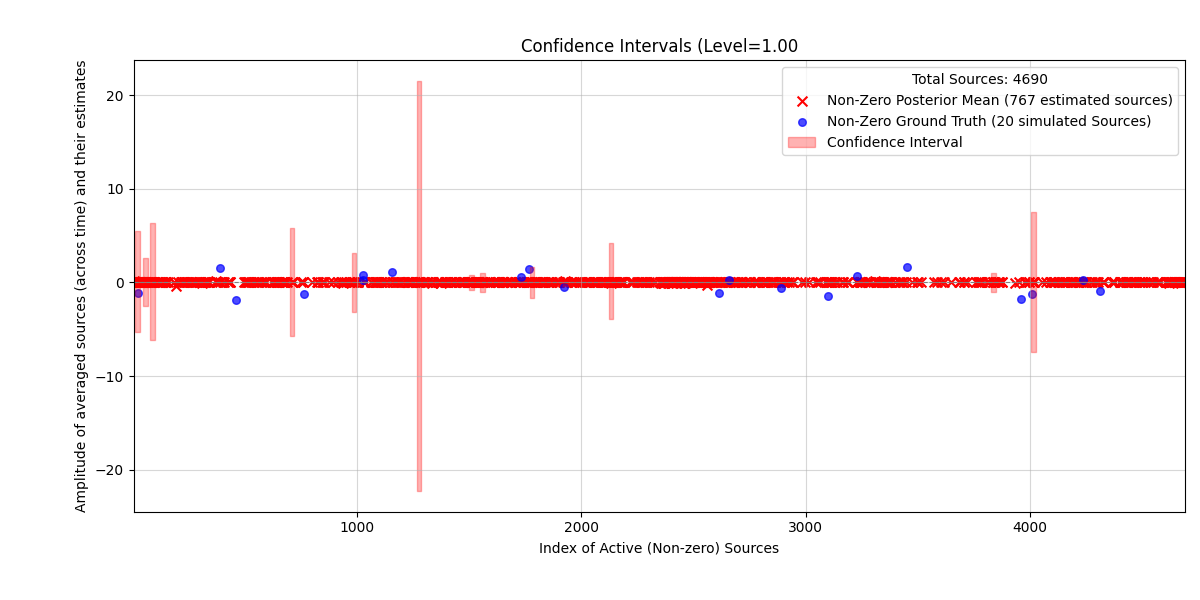 Confidence Intervals (Level=1.00
Total Sources: 4690
Non-Zero Posterior Mean (767 estimated sources)
Non-Zero Ground Truth (20 simulated Sources)
Confidence Interval
Amplitude of averaged sources (across time) and their estimates
20
10
0
−10
−20
1000
2000
3000
4000
Index of Active (Non-zero) Sources